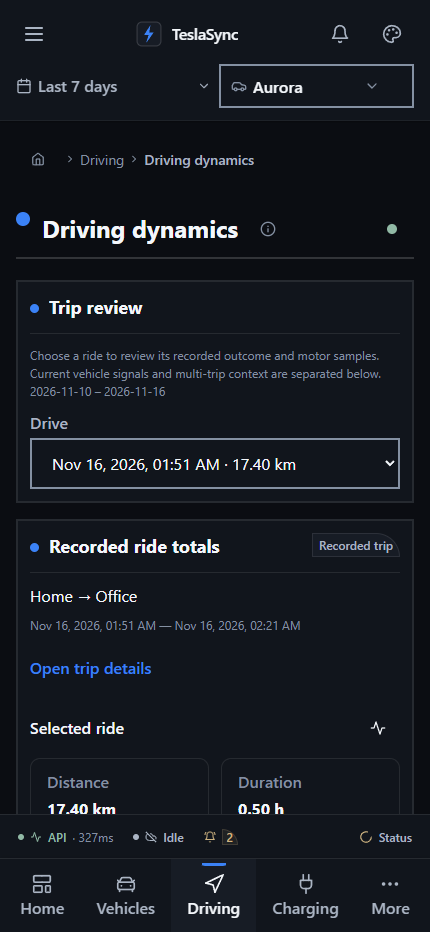 TeslaSync
Last 7 days
Aurora
Driving
Driving dynamics
Driving dynamics
Trip review
Choose a ride to review its recorded outcome and motor samples.
Current vehicle signals and multi-trip context are separated below.
2026-11-10 – 2026-11-16
Drive
Nov 16, 2026, 01:51 AM · 17.40 km
Recorded ride totals
Recorded trip
Home → Office
Nov 16, 2026, 01:51 AM — Nov 16, 2026, 02:21 AM
Open trip details
Selected ride
Distance
Duration
17.40 km
0.50 h
API · 327ms
Idle
2
Status
Home
Vehicles
Driving
Charging
More